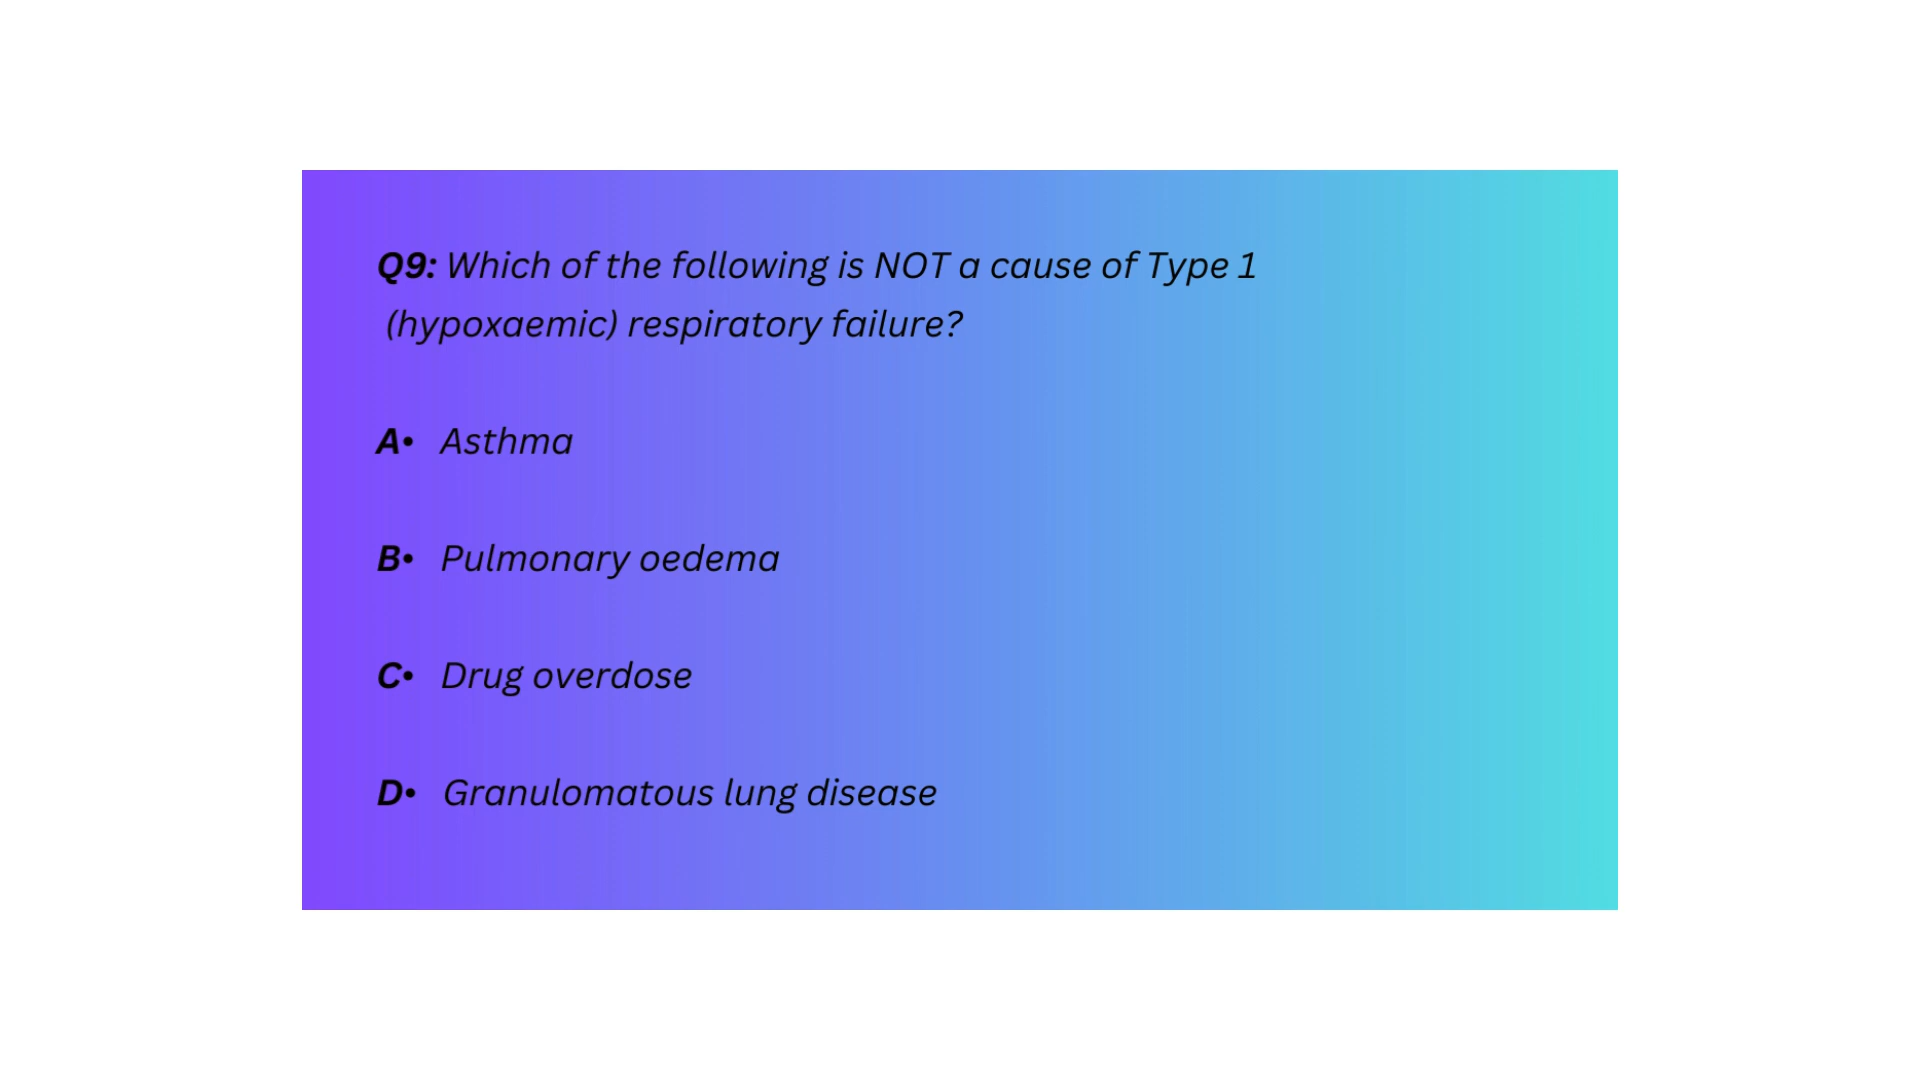 Q9: Which of the following is NOT a cause of Type 1
(hypoxaemic) respiratory failure?
A• Asthma
B• Pulmonary oedema
C• Drug overdose
D• Granulomatous lung disease